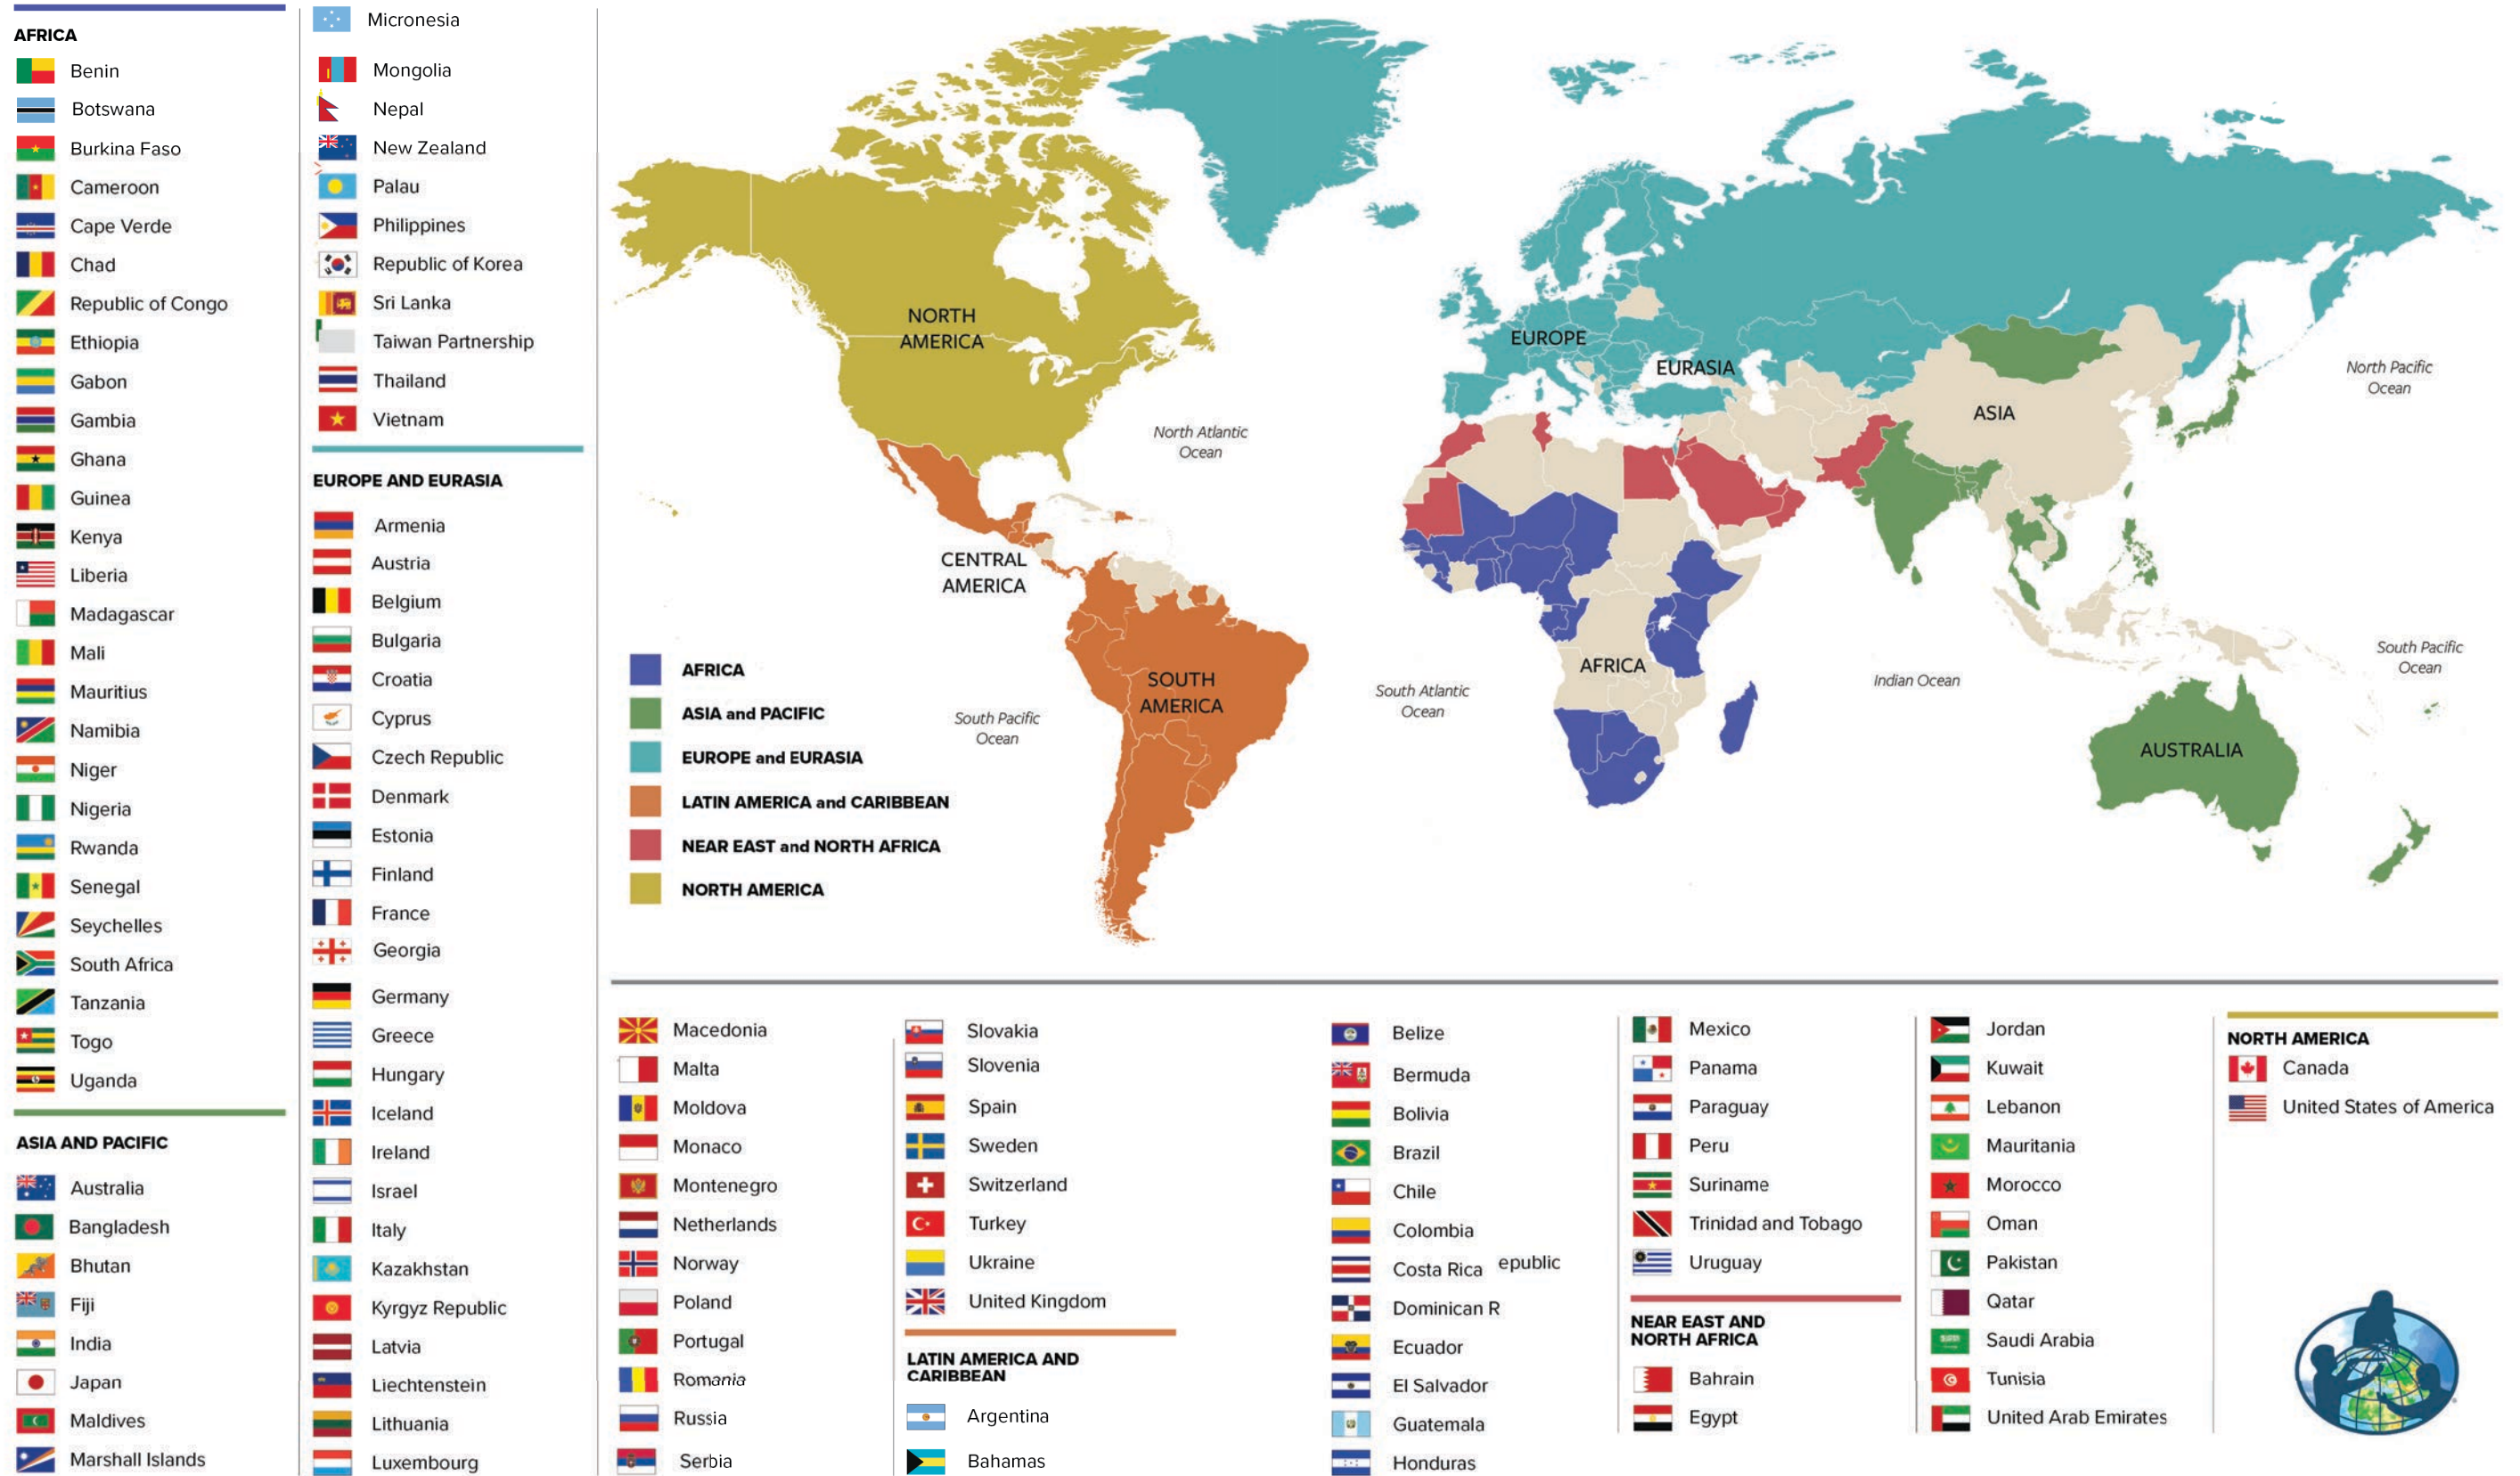 AFRICA
Benin
Botswana
Burkina Faso
Cameroon
Cape Verde
Chad
Republic of Congo
Ethiopia
Gabon
Gambia
Ghana
Guinea
Kenya
Liberia
Madagascar
Mali
Mauritius
Namibia
Niger
Nigeria
Rwanda
Senegal
Seychelles
South Africa
Tanzania
Togo
Uganda
ASIA AND PACIFIC
Australia
Bangladesh
Bhutan
Fiji
India
Japan
Maldives
Marshall Islands
Micronesia
Mongolia
Nepal
New Zealand
Palau
Philippines
Republic of Korea
Sri Lanka
Taiwan Partnership
Thailand
Vietnam
EUROPE AND EURASIA
Armenia
Austria
Belgium
Bulgaria
Croatia
Cyprus
Czech Republic
Denmark
Estonia
Finland
France
Georgia
Germany
Greece
Hungary
Iceland
Ireland
Israel
Italy
Kazakhstan
Kyrgyz Republic
Latvia
Liechtenstein
Lithuania
Luxembourg
NORTH
AMERICA
EUROPE
EURASIA
ASIA
North Pacific
Ocean
North Atlantic
Ocean
CENTRAL
AMERICA
SOUTH
AMERICA
AFRICA
South Atlantic
Ocean
Indian Ocean
South Pacific
Ocean
South Pacific
Ocean
AUSTRALIA
AFRICA
ASIA and PACIFIC
EUROPE and EURASIA
LATIN AMERICA and CARIBBEAN
NEAR EAST and NORTH AFRICA
NORTH AMERICA
Macedonia
Malta
Moldova
Monaco
Montenegro
Netherlands
Norway
Poland
Portugal
Romania
Russia
Serbia
Slovakia
Slovenia
Spain
Sweden
Switzerland
Turkey
Ukraine
United Kingdom
LATIN AMERICA AND
CARIBBEAN
Argentina
Bahamas
Belize
Bermuda
Bolivia
Brazil
Chile
Colombia
Costa Rica epublic
Dominican R
Ecuador
El Salvador
Guatemala
Honduras
Mexico
Panama
Paraguay
Peru
Suriname
Trinidad and Tobago
Uruguay
NEAR EAST AND
NORTH AFRICA
Bahrain
Egypt
Jordan
Kuwait
Lebanon
Mauritania
Morocco
Oman
Pakistan
Qatar
Saudi Arabia
Tunisia
United Arab Emirates
NORTH AMERICA
Canada
United States of America